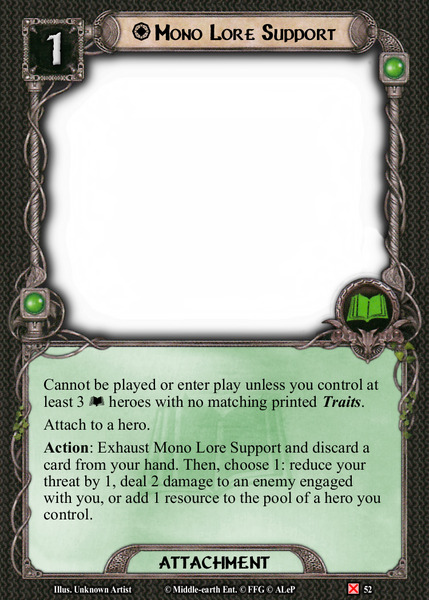 1
Mono Lore Support
Cannot be played or enter play unless you control at
least 3 heroes with no matching printed Traits.
Attach to a hero.
Action: Exhaust Mono Lore Support and discard a
card from your hand. Then, choose 1: reduce your
threat by 1, deal 2 damage to an enemy engaged
with you, or add 1 resource to the pool of a hero you
control.
ATTACHMENT
Illus. Unknown Artist © Middle-earth Ent. © FFG © ALeP 52